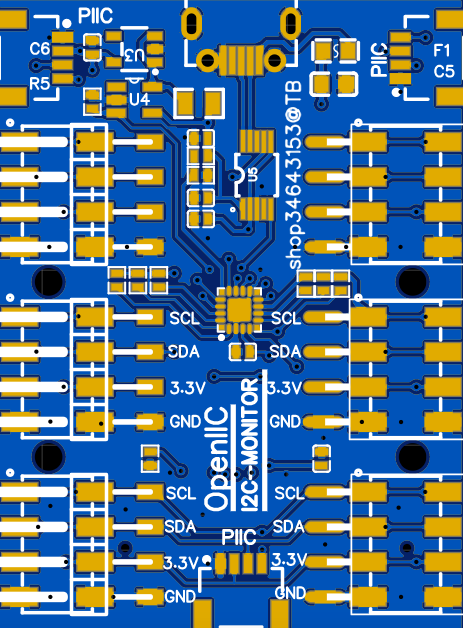 PIIC
C6
R5
U3
U4
PIIC
F1
C5
U5
shop34643153@TB
SCL
SDA
3.3V
GND
SCL
SDA
3.3V
GND
OpenIIC
I2C-MONITOR
SCL
SDA
3.3V
GND
PIIC
SCL
SDA
3.3V
GND